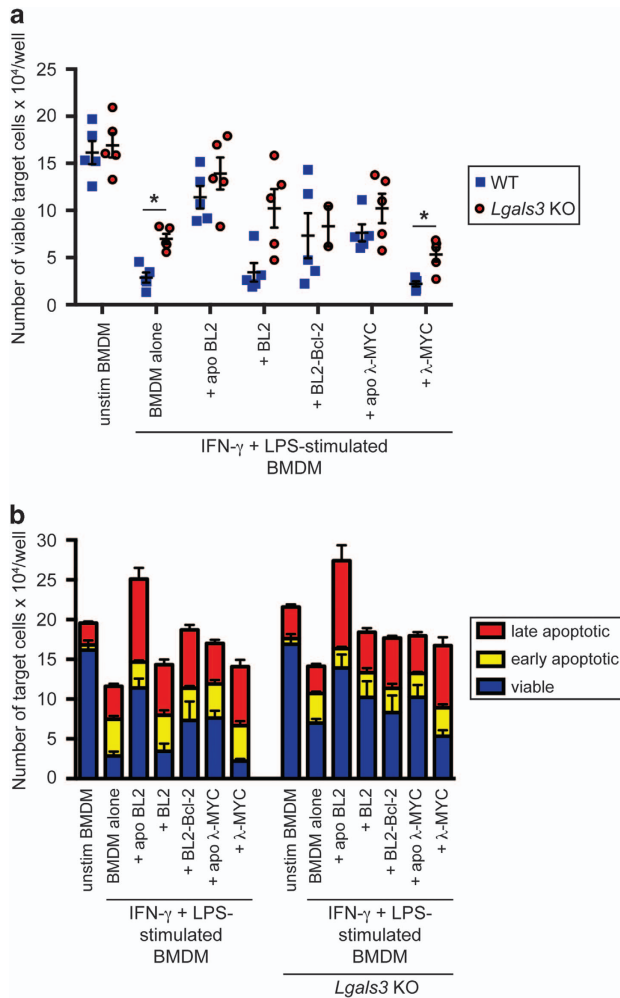 a
Number of viable target cells x 10⁴/well
25
20
15
10
5
0
*
*
WT
Lgals3 KO
unstim BMDM
BMDM alone
+ apo BL2
+ BL2
+ BL2-Bcl-2
+ apo λ-MYC
+ λ-MYC
IFN-γ + LPS-stimulated
BMDM
b
Number of target cells x 10⁴/well
30
25
20
15
10
5
0
late apoptotic
early apoptotic
viable
unstim BMDM
BMDM alone
+ apo BL2
+ BL2
+ BL2-Bcl-2
+ apo λ-MYC
+ λ-MYC
unstim BMDM
BMDM alone
+ apo BL2
+ BL2
+ BL2-Bcl-2
+ apo λ-MYC
+ λ-MYC
IFN-γ + LPS-
stimulated
BMDM
IFN-γ + LPS-
stimulated
BMDM
Lgals3 KO